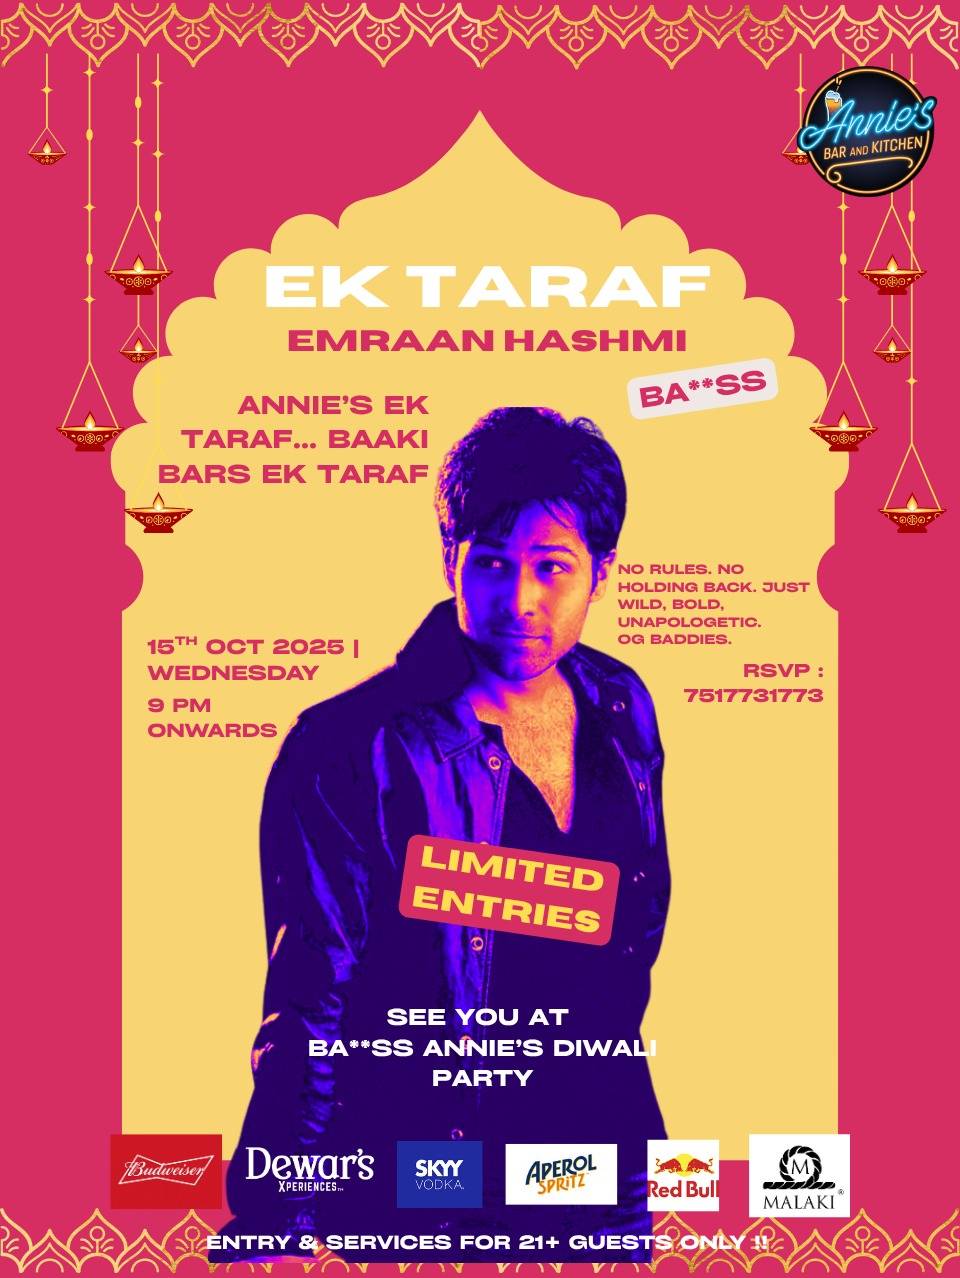 Annie's
BAR AND KITCHEN
EK TARAF
EMRAAN HASHMI
BA**SS
ANNIE'S EK
TARAF... BAAKI
BARS EK TARAF
NO RULES. NO
HOLDING BACK. JUST
WILD, BOLD,
UNAPOLOGETIC.
OG BADDIES.
15TH OCT 2025 |
WEDNESDAY
9 PM
ONWARDS
RSVP :
7517731773
LIMITED
ENTRIES
SEE YOU AT
BA**SS ANNIE'S DIWALI
PARTY
Budweiser
Dewar's
XPERIENCES
SKYY
VODKA
APEROL
SPRITZ
Red Bull
M
MALAKI®
ENTRY & SERVICES FOR 21+ GUESTS ONLY !!